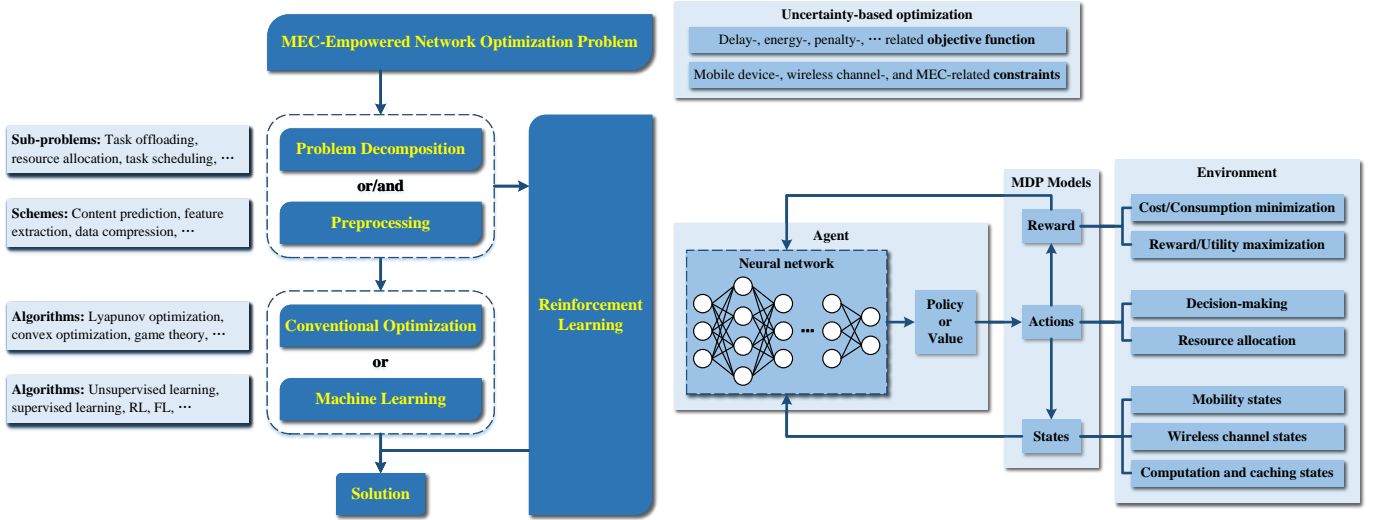 MEC-Empowered Network Optimization Problem
Sub-problems: Task offloading,
resource allocation, task scheduling, ···
Schemes: Content prediction, feature
extraction, data compression, ···
Problem Decomposition
or/and
Preprocessing
Algorithms: Lyapunov optimization,
convex optimization, game theory, ···
Algorithms: Unsupervised learning,
supervised learning, RL, FL, ···
Conventional Optimization
or
Machine Learning
Reinforcement
Learning
Solution
Uncertainty-based optimization
Delay-, energy-, penalty-, ··· related objective function
Mobile device-, wireless channel-, and MEC-related constraints
Agent
Neural network
...
Policy
or
Value
MDP Models
Reward
Actions
States
Environment
Cost/Consumption minimization
Reward/Utility maximization
Decision-making
Resource allocation
Mobility states
Wireless channel states
Computation and caching states